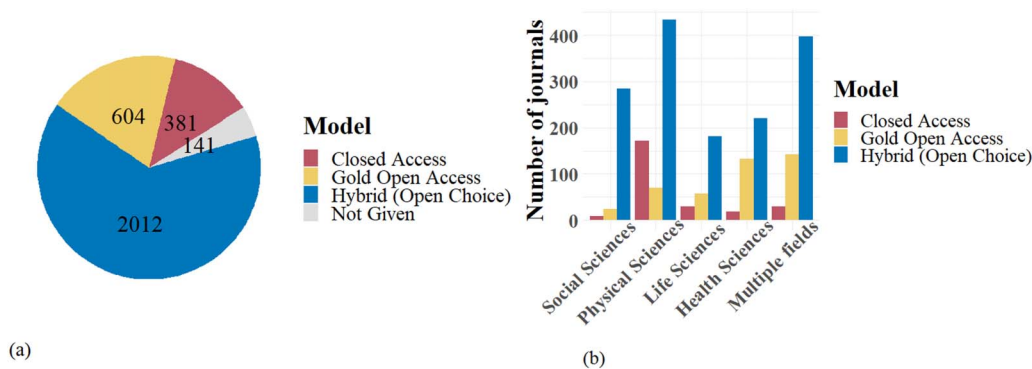 604
381
141
2012
Model
Closed Access
Gold Open Access
Hybrid (Open Choice)
Not Given
(a)
Number of journals
400
300
200
100
0
Social Sciences
Physical Sciences
Life Sciences
Health Sciences
Multiple fields
Model
Closed Access
Gold Open Access
Hybrid (Open Choice)
(b)